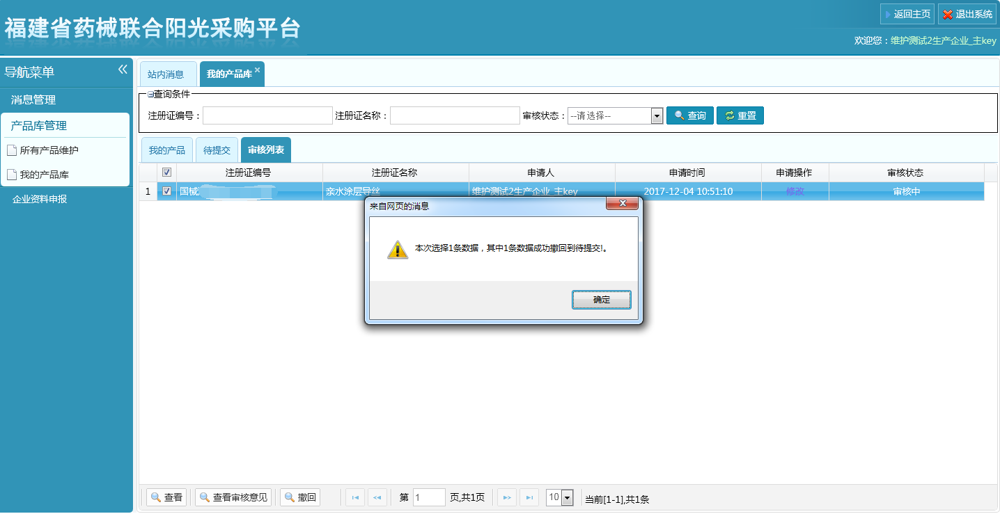 福建省药械联合阳光采购平台
返回主页 退出系统
欢迎您：维护测试2生产企业_主key
导航菜单
消息管理
产品库管理
所有产品维护
我的产品库
企业资料申报
站内消息 我的产品库
查询条件
注册证编号： 注册证名称： 审核状态： --请选择-- 查询 重置
我的产品 待提交 审核列表
注册证编号 注册证名称 申请人 申请时间 申请操作 审核状态
1 国械 亲水涂层导丝 维护测试2生产企业_主key 2017-12-04 10:51:10 修改 审核中
来自网页的消息
本次选择1条数据，其中1条数据成功撤回到待提交!。
确定
查看 查看审核意见 撤回 第 1 页,共1页 10 当前[1-1],共1条